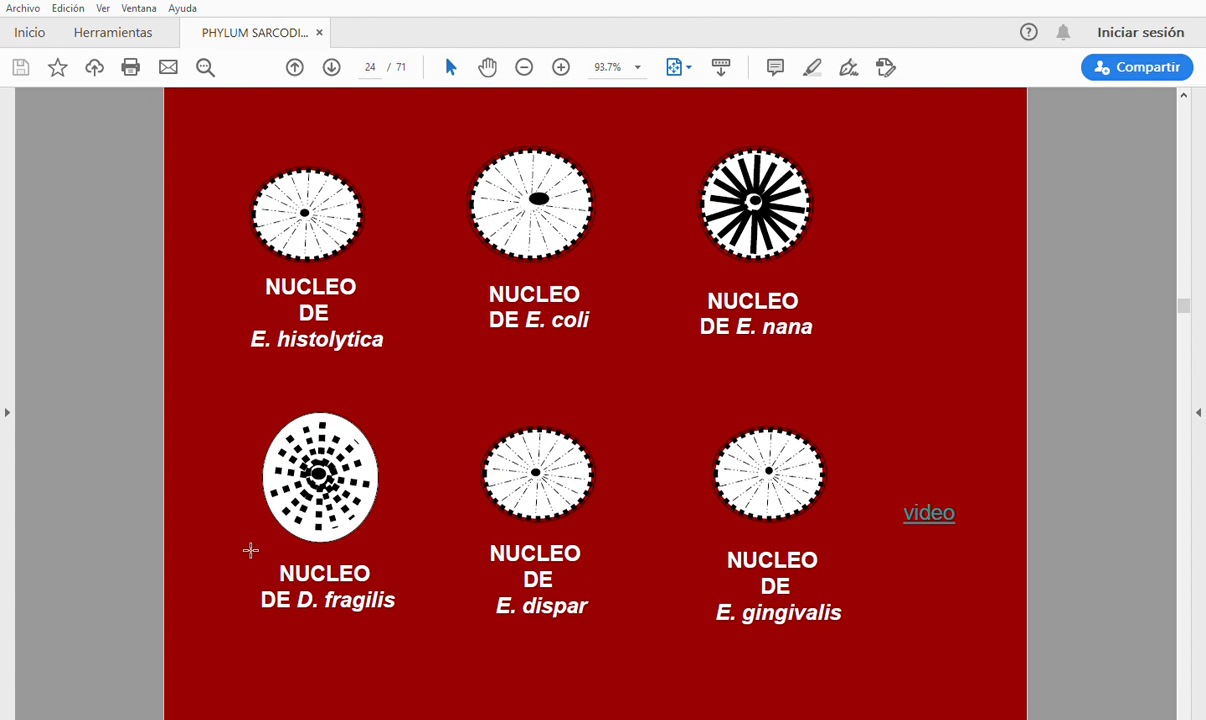 Archivo Edición Ver Ventana Ayuda
Inicio Herramientas PHYLUM SARCODI... × ? Iniciar sesión
24 / 71 93.7% Compartir
NUCLEO
DE
E. histolytica
NUCLEO
DE E. coli
NUCLEO
DE E. nana
NUCLEO
DE D. fragilis
NUCLEO
DE
E. dispar
NUCLEO
DE
E. gingivalis
video